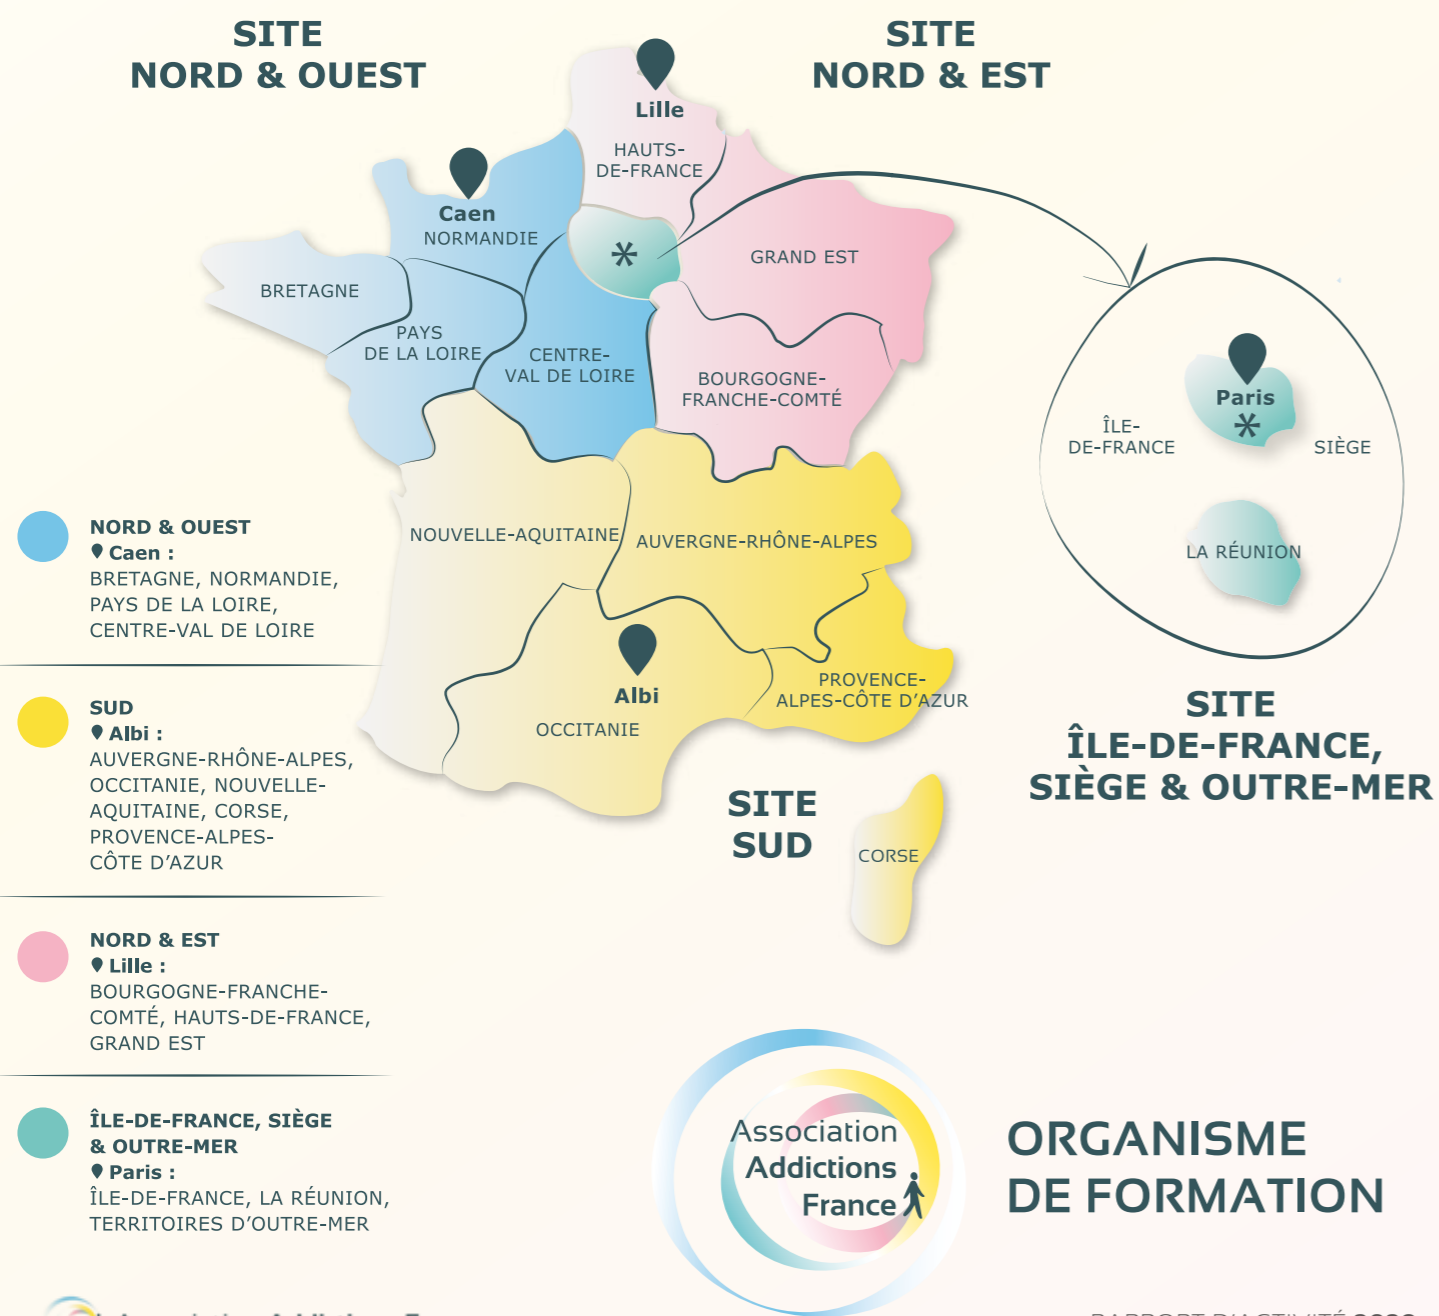 SITE
NORD & OUEST
SITE
NORD & EST
Lille
HAUTS-
DE-FRANCE
Caen
NORMANDIE
*
GRAND EST
BRETAGNE
PAYS
DE LA LOIRE
CENTRE-
VAL DE LOIRE
BOURGOGNE-
FRANCHE-COMTÉ
Paris
*
ÎLE-
DE-FRANCE
SIÈGE
LA RÉUNION
NOUVELLE-AQUITAINE
AUVERGNE-RHÔNE-ALPES
Albi
OCCITANIE
PROVENCE-
ALPES-CÔTE D’AZUR
SITE
ÎLE-DE-FRANCE,
SIÈGE & OUTRE-MER
SITE
SUD
CORSE
NORD & OUEST
Caen :
BRETAGNE, NORMANDIE,
PAYS DE LA LOIRE,
CENTRE-VAL DE LOIRE
SUD
Albi :
AUVERGNE-RHÔNE-ALPES,
OCCITANIE, NOUVELLE-
AQUITAINE, CORSE,
PROVENCE-ALPES-
CÔTE D’AZUR
NORD & EST
Lille :
BOURGOGNE-FRANCHE-
COMTÉ, HAUTS-DE-FRANCE,
GRAND EST
ÎLE-DE-FRANCE, SIÈGE
& OUTRE-MER
Paris :
ÎLE-DE-FRANCE, LA RÉUNION,
TERRITOIRES D’OUTRE-MER
Association
Addictions
France
ORGANISME
DE FORMATION
RAPPORT D'ACTIVITÉ